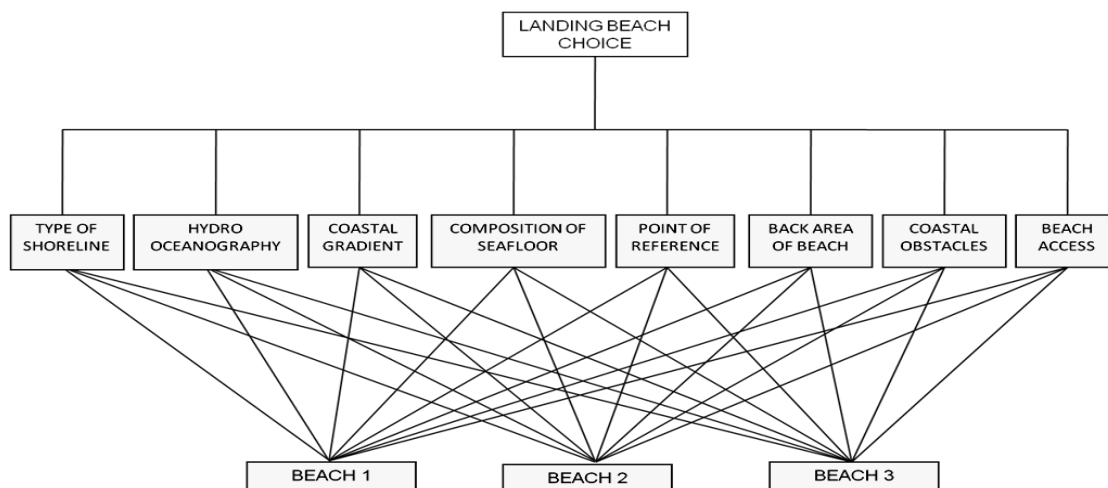 LANDING BEACH
CHOICE
TYPE OF
SHORELINE
HYDRO
OCEANOGRAPHY
COASTAL
GRADIENT
COMPOSITION OF
SEAFLOOR
POINT OF
REFERENCE
BACK AREA
OF BEACH
COASTAL
OBSTACLES
BEACH
ACCESS
BEACH 1
BEACH 2
BEACH 3